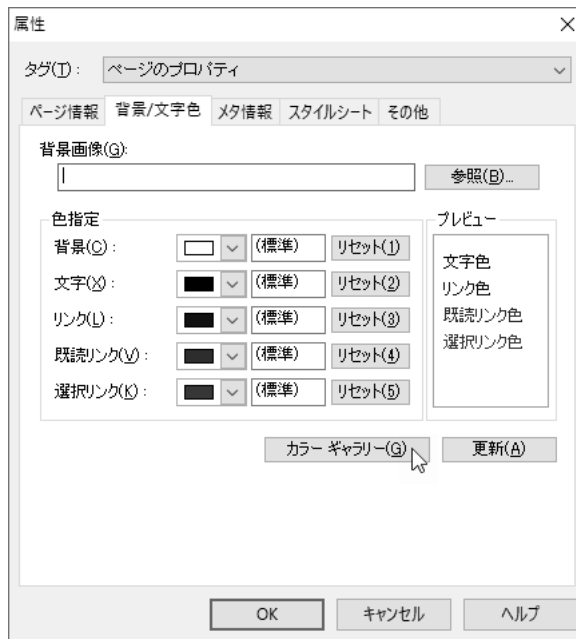 属性
タグ(T): ページのプロパティ
ページ情報 背景/文字色 メタ情報 スタイルシート その他
背景画像(G):
参照(B)...
色指定 プレビュー
背景(C): (標準) リセット(1)
文字(X): (標準) リセット(2)
リンク(L): (標準) リセット(3)
既読リンク(V): (標準) リセット(4)
選択リンク(K): (標準) リセット(5)
文字色
リンク色
既読リンク色
選択リンク色
カラー ギャラリー(G) 更新(A)
OK キャンセル ヘルプ